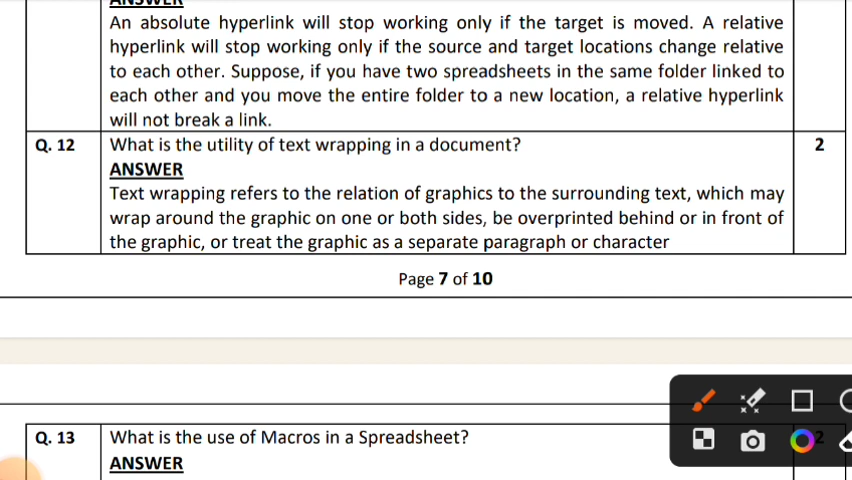 ANSWER
An absolute hyperlink will stop working only if the target is moved. A relative
hyperlink will stop working only if the source and target locations change relative
to each other. Suppose, if you have two spreadsheets in the same folder linked to
each other and you move the entire folder to a new location, a relative hyperlink
will not break a link.
Q. 12 What is the utility of text wrapping in a document? 2
ANSWER
Text wrapping refers to the relation of graphics to the surrounding text, which may
wrap around the graphic on one or both sides, be overprinted behind or in front of
the graphic, or treat the graphic as a separate paragraph or character
Page 7 of 10
Q. 13 What is the use of Macros in a Spreadsheet? 2
ANSWER